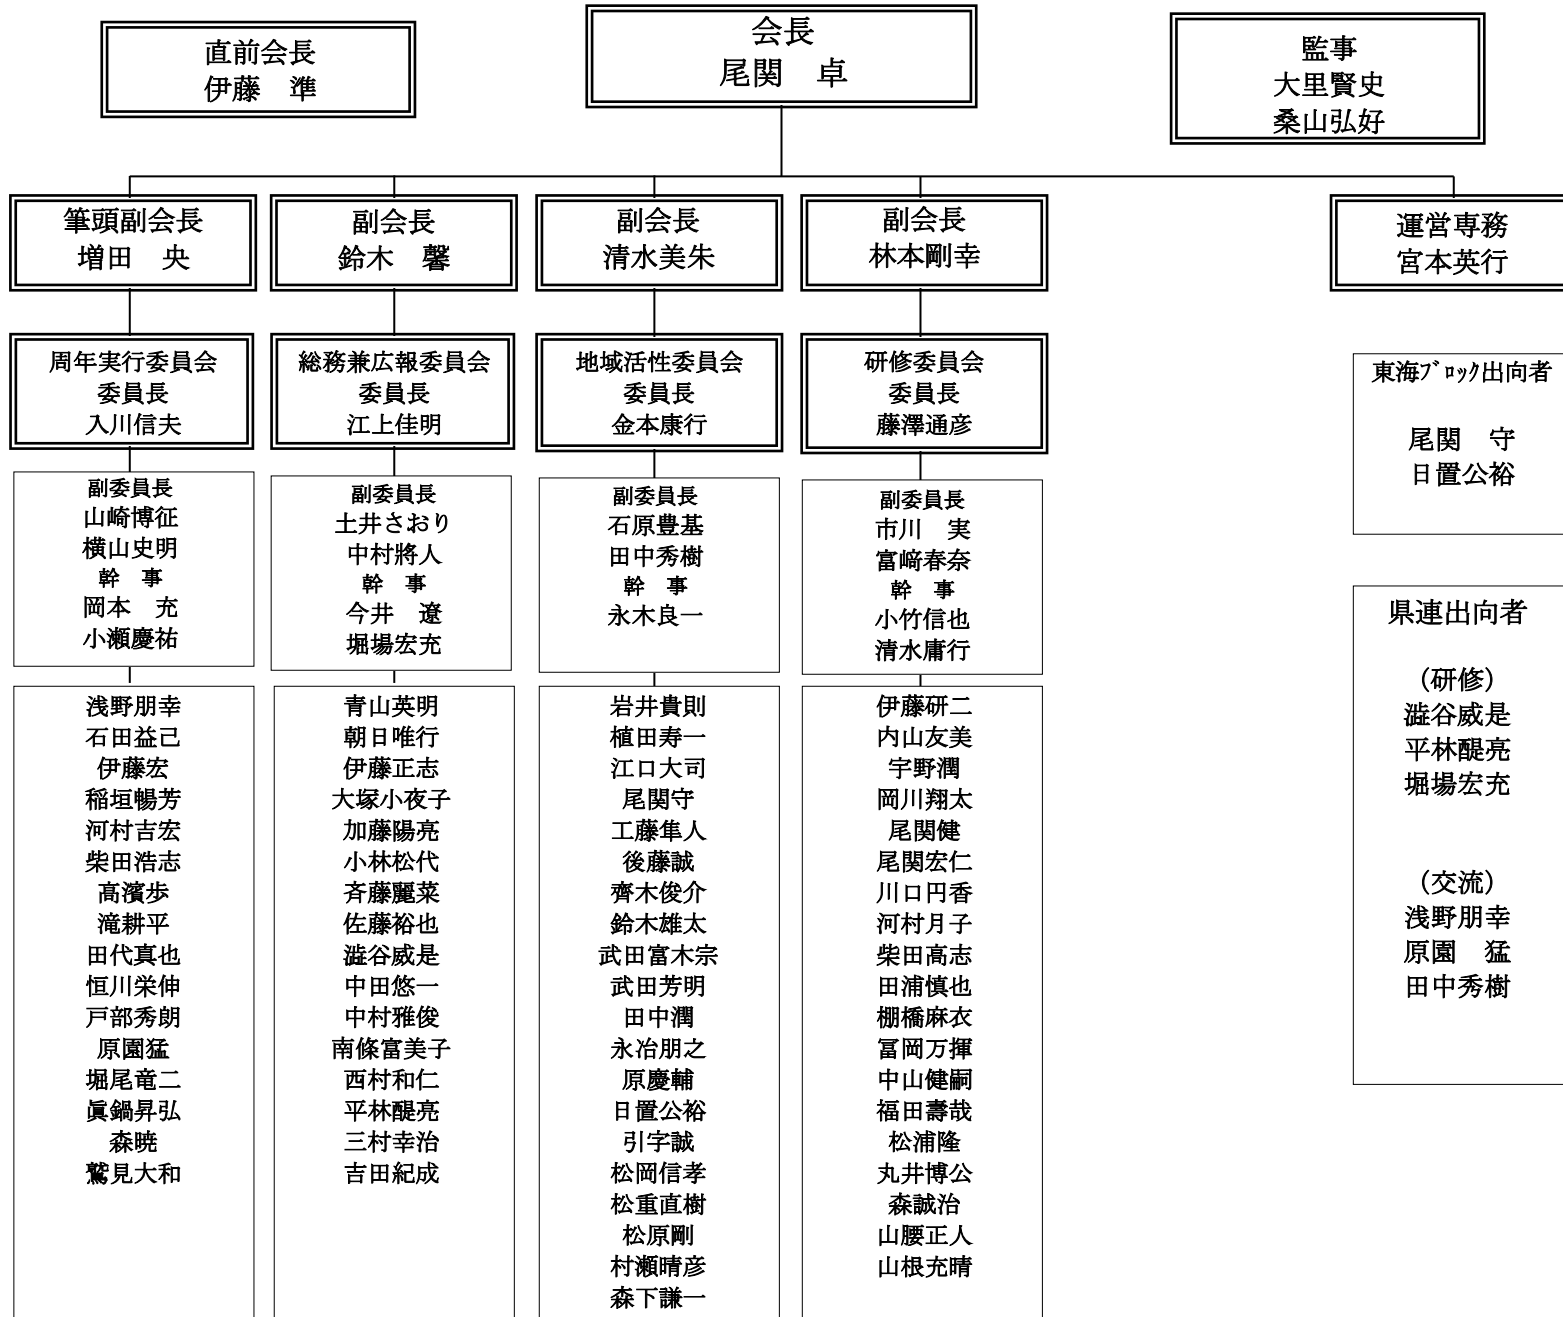 直前会長
伊藤　準
会長
尾関　卓
監事
大里賢史
桑山弘好
筆頭副会長
増田　央
副会長
鈴木　馨
副会長
清水美朱
副会長
林本剛幸
運営専務
宮本英行
周年実行委員会
委員長
入川信夫
総務兼広報委員会
委員長
江上佳明
地域活性委員会
委員長
金本康行
研修委員会
委員長
藤澤通彦
副委員長
山崎博征
横山史明
幹　事
岡本　充
小瀬慶祐
副委員長
土井さおり
中村將人
幹　事
今井　遼
堀場宏充
副委員長
石原豊基
田中秀樹
幹　事
永木良一
副委員長
市川　実
富﨑春奈
幹　事
小竹信也
清水庸行
浅野朋幸
石田益己
伊藤宏
稲垣暢芳
河村吉宏
柴田浩志
高濱歩
滝耕平
田代真也
恒川栄伸
戸部秀朗
原園猛
堀尾竜二
眞鍋昇弘
森暁
鷲見大和
青山英明
朝日唯行
伊藤正志
大塚小夜子
加藤陽亮
小林松代
斉藤麗菜
佐藤裕也
澁谷威是
中田悠一
中村雅俊
南條富美子
西村和仁
平林醍亮
三村幸治
吉田紀成
岩井貴則
植田寿一
江口大司
尾関守
工藤隼人
後藤誠
齊木俊介
鈴木雄太
武田富木宗
武田芳明
田中潤
永冶朋之
原慶輔
日置公裕
引字誠
松岡信孝
松重直樹
松原剛
村瀬晴彦
森下謙一
伊藤研二
内山友美
宇野潤
岡川翔太
尾関健
尾関宏仁
川口円香
河村月子
柴田高志
田浦慎也
棚橋麻衣
冨岡万揮
中山健嗣
福田壽哉
松浦隆
丸井博公
森誠治
山腰正人
山根充晴
東海ﾌﾞﾛｯｸ出向者
尾関　守
日置公裕
県連出向者
（研修）
澁谷威是
平林醍亮
堀場宏充
（交流）
浅野朋幸
原園　猛
田中秀樹